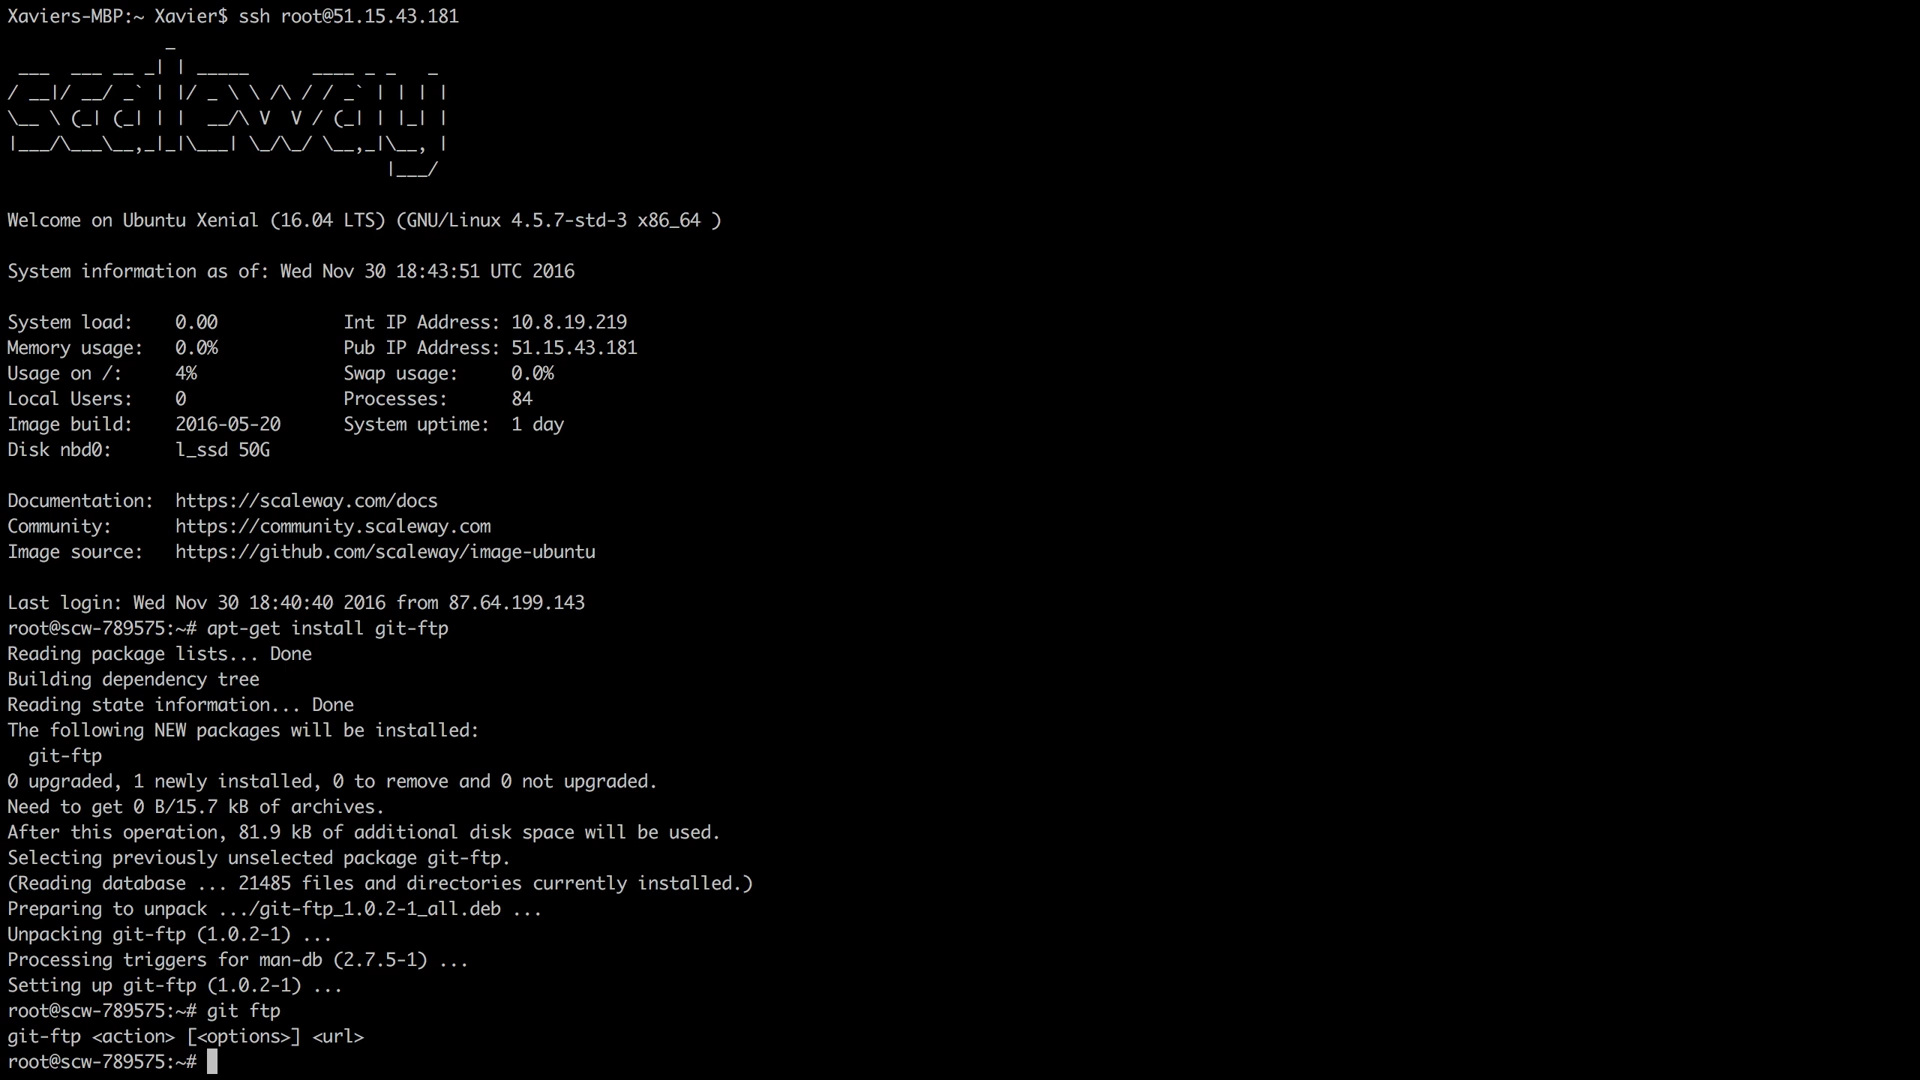 Xaviers-MBP:~ Xavier$ ssh root@51.15.43.181
               _
 ___  ___ __ _| | _____      ____ _ _   _
/ __|/ __/ _` | |/ _ \ \ /\ / / _` | | | |
\__ \ (_| (_| | |  __/\ V  V / (_| | |_| |
|___/\___\__,_|_|\___| \_/\_/ \__,_|\__, |
                                    |___/
Welcome on Ubuntu Xenial (16.04 LTS) (GNU/Linux 4.5.7-std-3 x86_64 )
System information as of: Wed Nov 30 18:43:51 UTC 2016
System load:    0.00            Int IP Address: 10.8.19.219
Memory usage:   0.0%            Pub IP Address: 51.15.43.181
Usage on /:     4%              Swap usage:     0.0%
Local Users:    0               Processes:      84
Image build:    2016-05-20      System uptime:  1 day
Disk nbd0:      l_ssd 50G
Documentation:  https://scaleway.com/docs
Community:      https://community.scaleway.com
Image source:   https://github.com/scaleway/image-ubuntu
Last login: Wed Nov 30 18:40:40 2016 from 87.64.199.143
root@scw-789575:~# apt-get install git-ftp
Reading package lists... Done
Building dependency tree
Reading state information... Done
The following NEW packages will be installed:
  git-ftp
0 upgraded, 1 newly installed, 0 to remove and 0 not upgraded.
Need to get 0 B/15.7 kB of archives.
After this operation, 81.9 kB of additional disk space will be used.
Selecting previously unselected package git-ftp.
(Reading database ... 21485 files and directories currently installed.)
Preparing to unpack .../git-ftp_1.0.2-1_all.deb ...
Unpacking git-ftp (1.0.2-1) ...
Processing triggers for man-db (2.7.5-1) ...
Setting up git-ftp (1.0.2-1) ...
root@scw-789575:~# git ftp
git-ftp <action> [<options>] <url>
root@scw-789575:~#